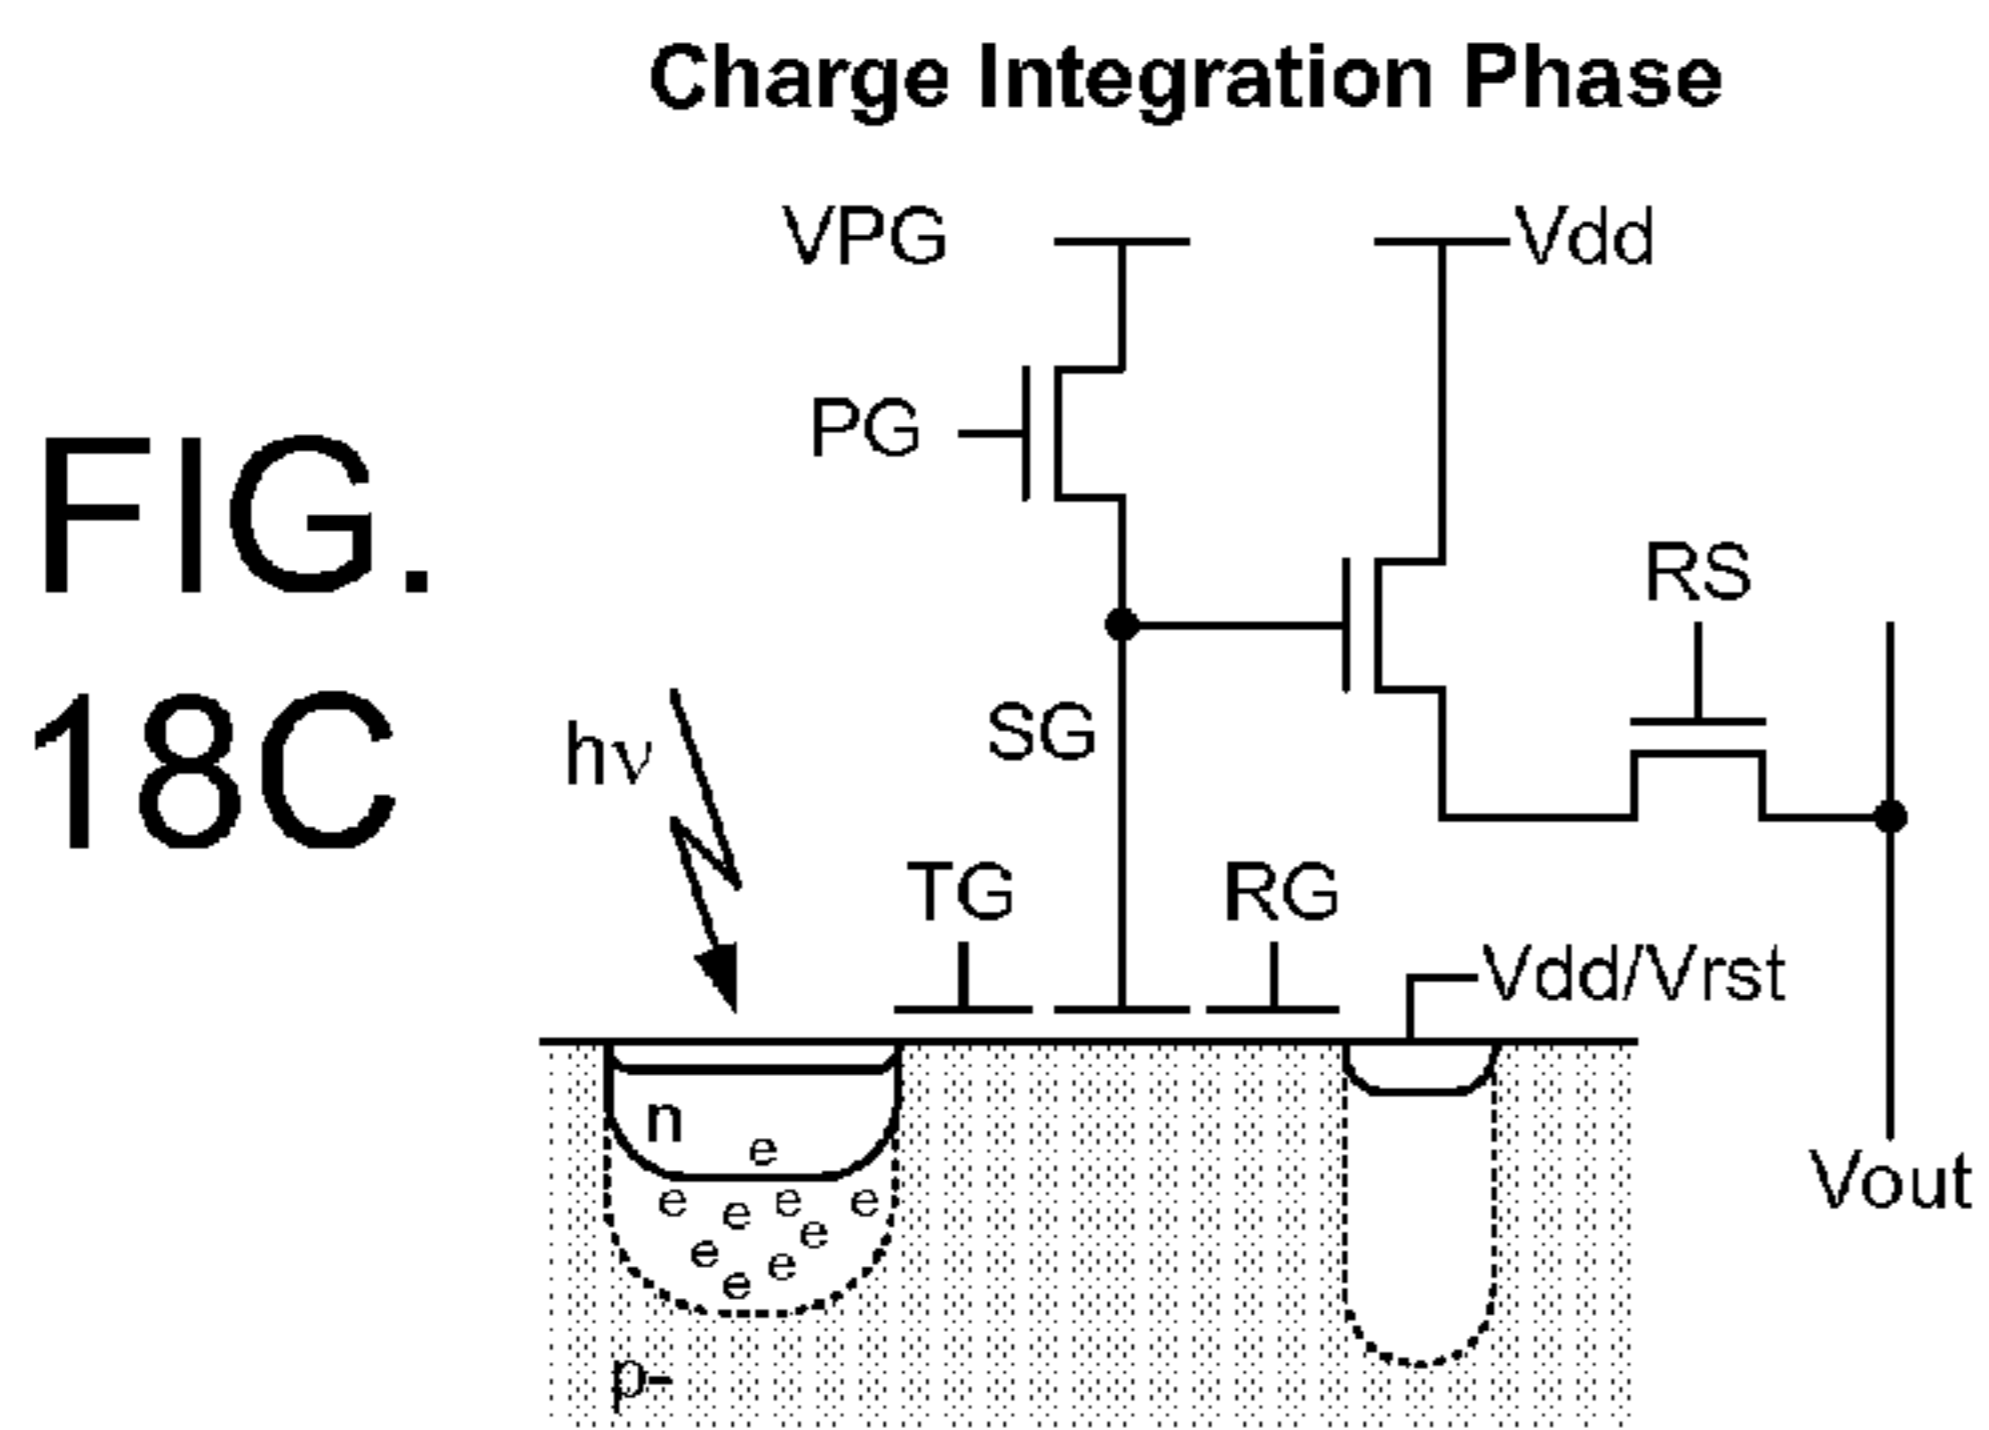 Charge Integration Phase
VPG
Vdd
PG
FIG.
18C
RS
SG
hν
TG
RG
Vdd/Vrst
n
e
e e e e
e e
e e
p-
Vout